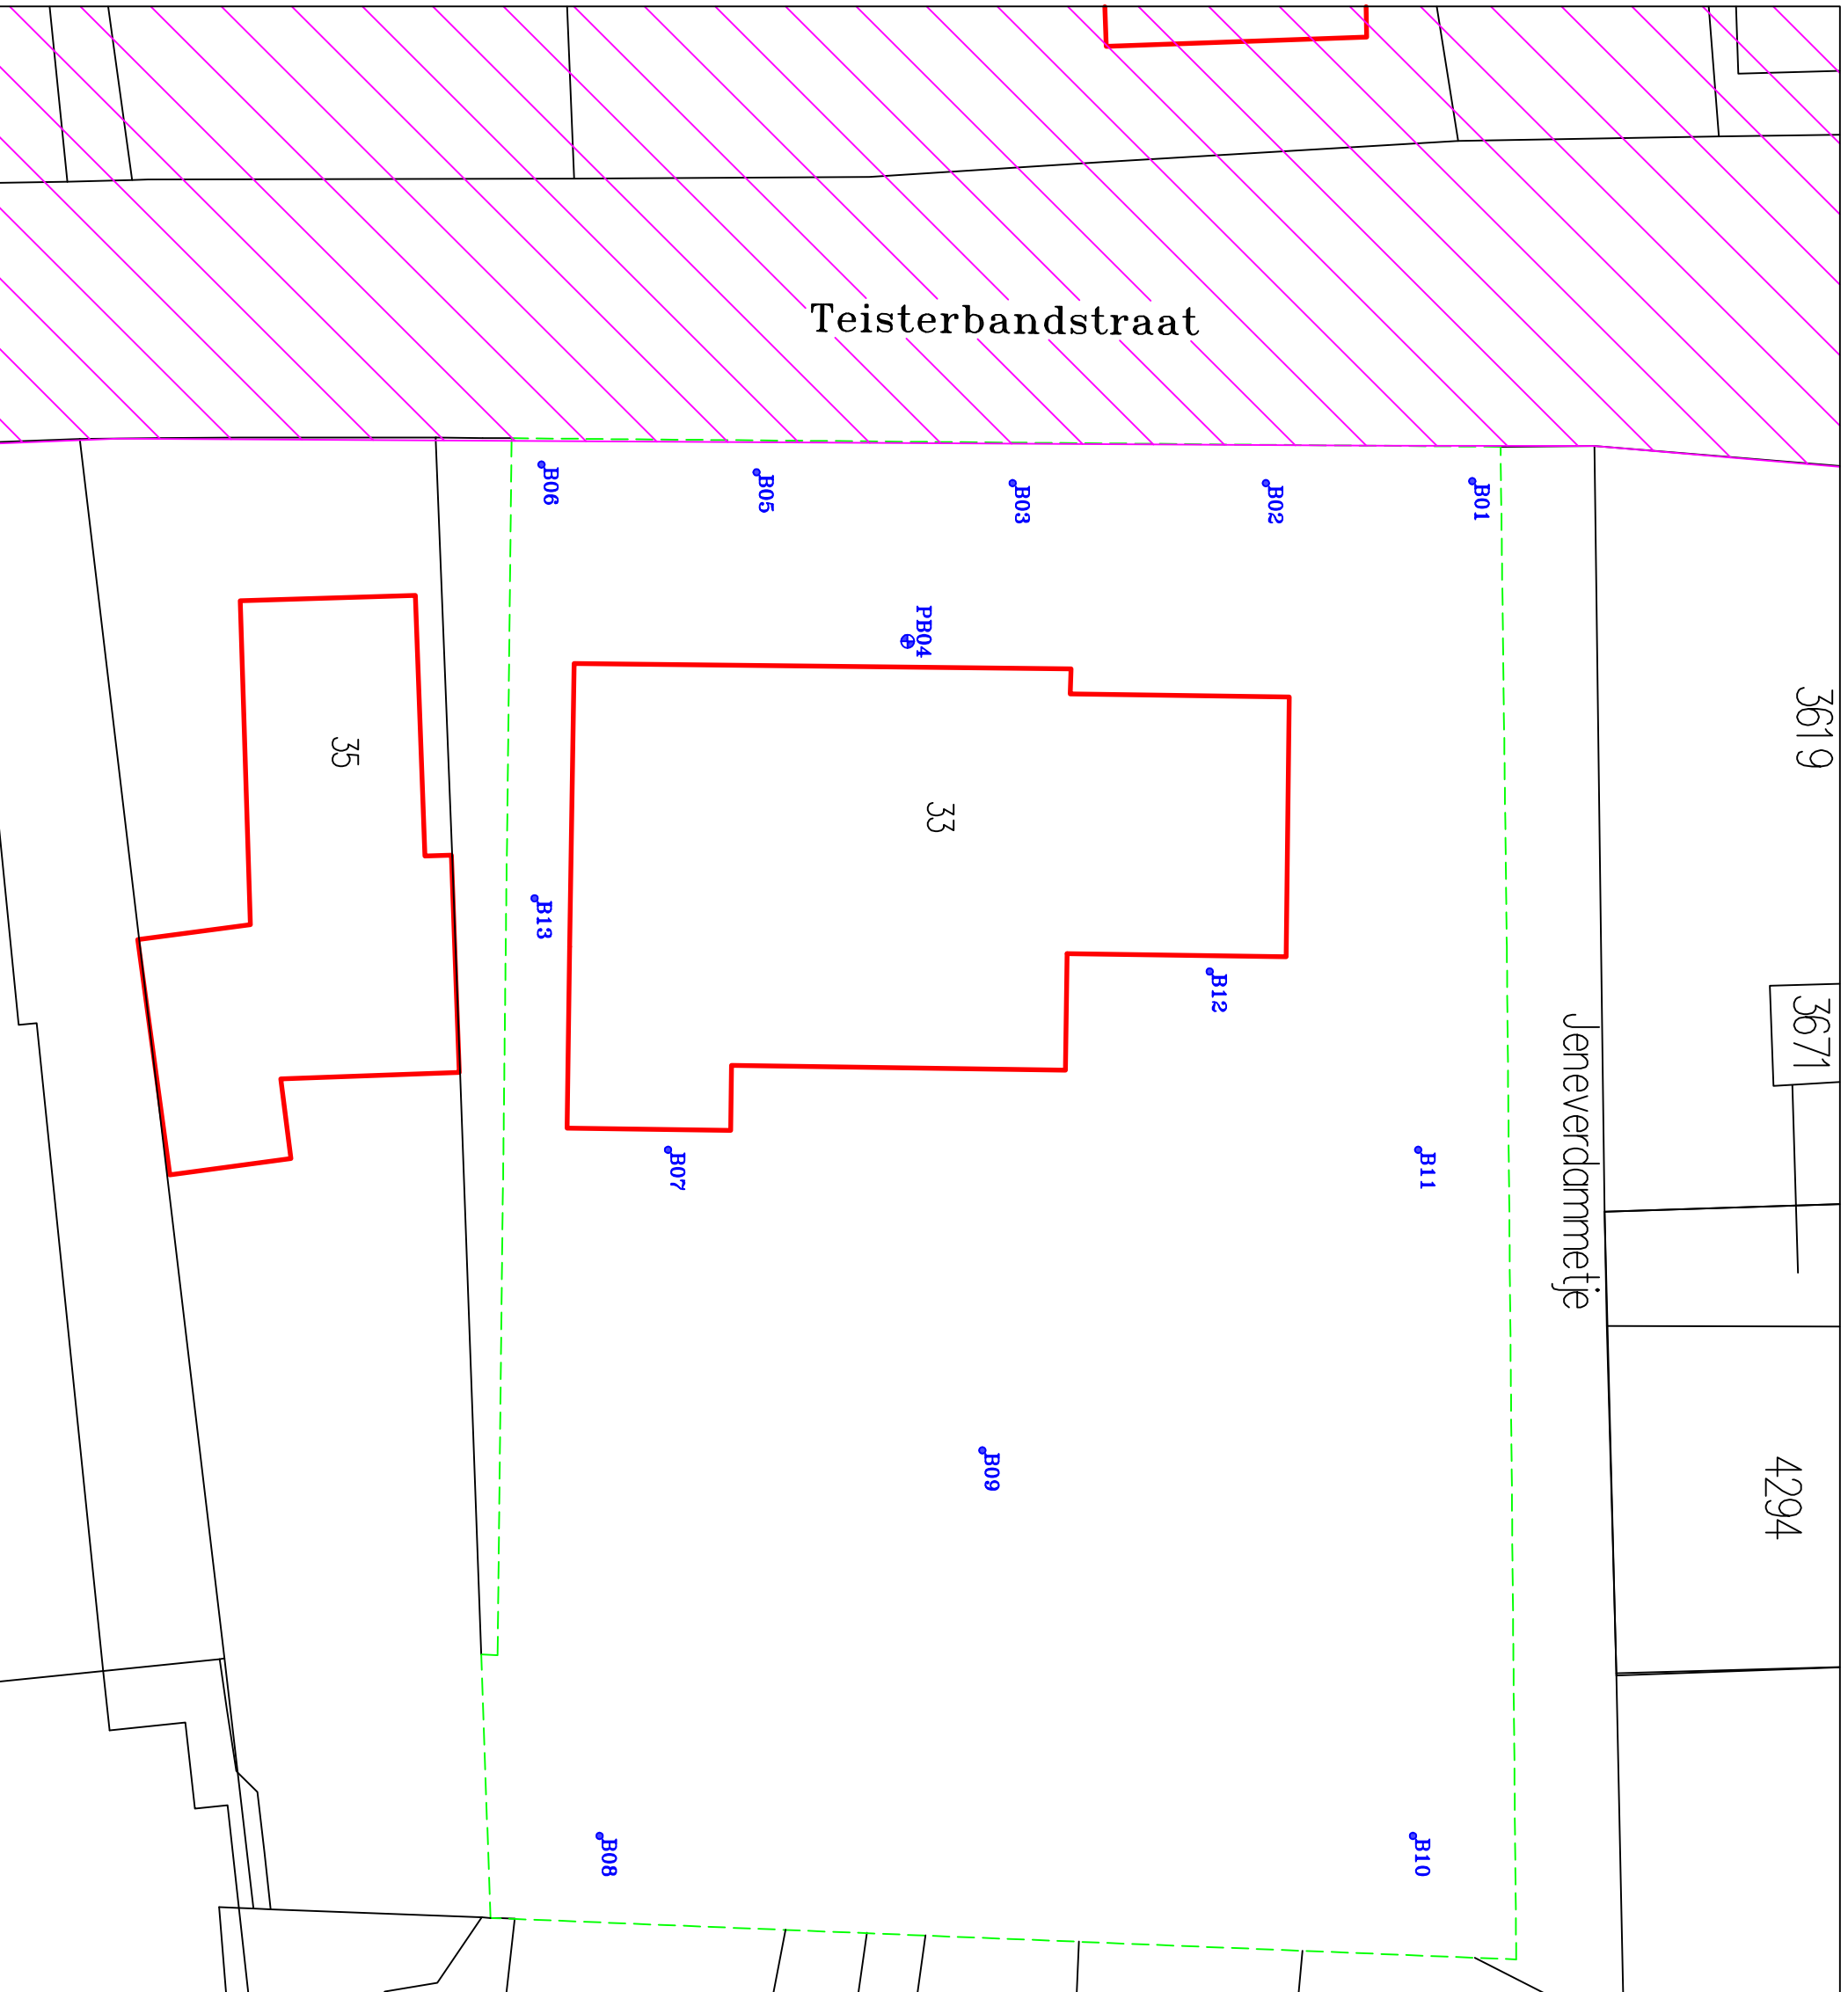 Teisterbandstraat
B06
B05
B03
B02
B01
PB04
3619
35
33
B13
B12
3671
Jeneverdammetje
B07
B11
B09
4294
B08
B10